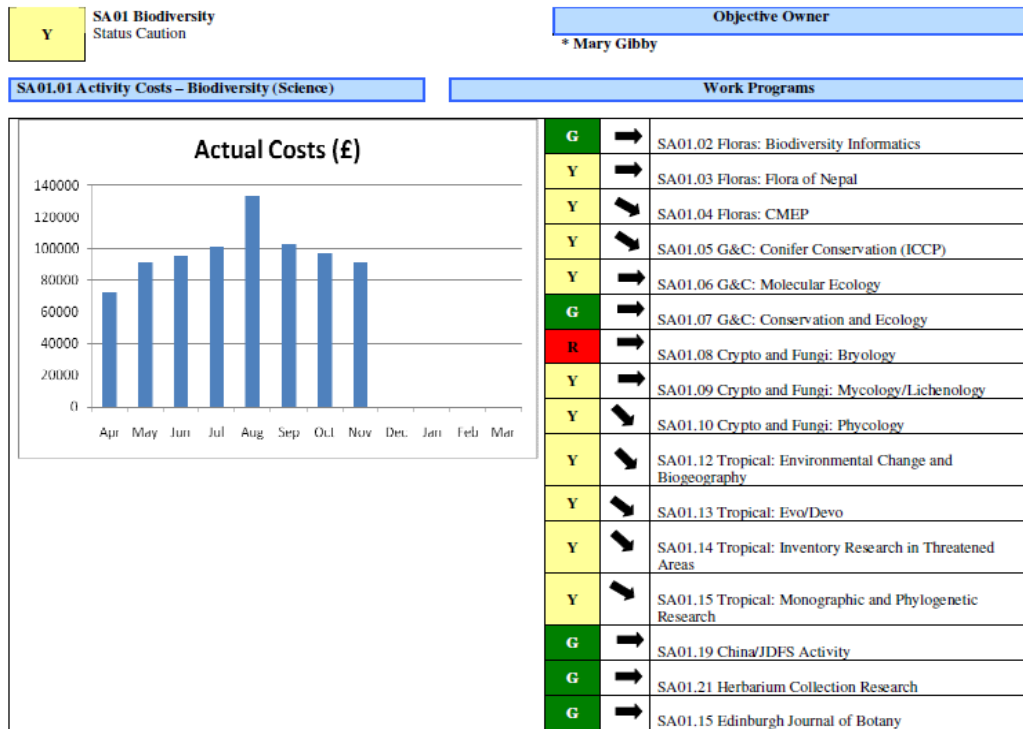 Y
SA01 Biodiversity
Status Caution
Objective Owner
* Mary Gibby
SA01.01 Activity Costs – Biodiversity (Science)
Work Programs
Actual Costs (£)
140000
120000
100000
80000
60000
40000
20000
0
Apr May Jun Jul Aug Sep Oct Nov Dec Jan Feb Mar
G SA01.02 Floras: Biodiversity Informatics
Y SA01.03 Floras: Flora of Nepal
Y SA01.04 Floras: CMEP
Y SA01.05 G&C: Conifer Conservation (ICCP)
Y SA01.06 G&C: Molecular Ecology
G SA01.07 G&C: Conservation and Ecology
R SA01.08 Crypto and Fungi: Bryology
Y SA01.09 Crypto and Fungi: Mycology/Lichenology
Y SA01.10 Crypto and Fungi: Phycology
Y SA01.12 Tropical: Environmental Change and
Biogeography
Y SA01.13 Tropical: Evo/Devo
Y SA01.14 Tropical: Inventory Research in Threatened
Areas
Y SA01.15 Tropical: Monographic and Phylogenetic
Research
G SA01.19 China/JDFS Activity
G SA01.21 Herbarium Collection Research
G SA01.15 Edinburgh Journal of Botany